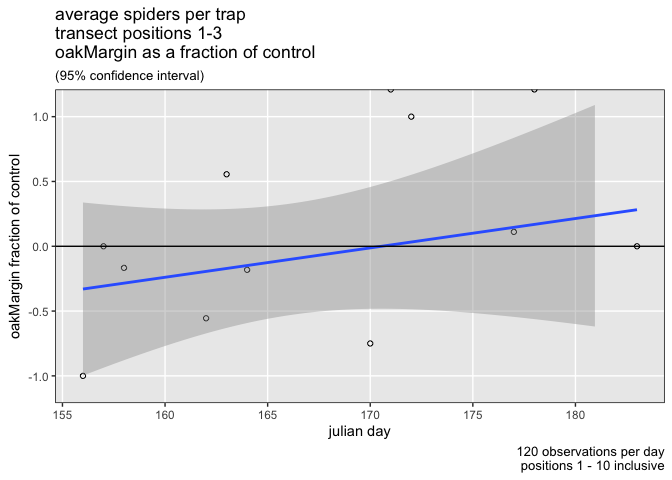 average spiders per trap
transect positions 1-3
oakMargin as a fraction of control
(95% confidence interval)
oakMargin fraction of control
1.0
0.5
0.0
-0.5
-1.0
155 160 165 170 175 180
julian day
120 observations per day
positions 1 - 10 inclusive